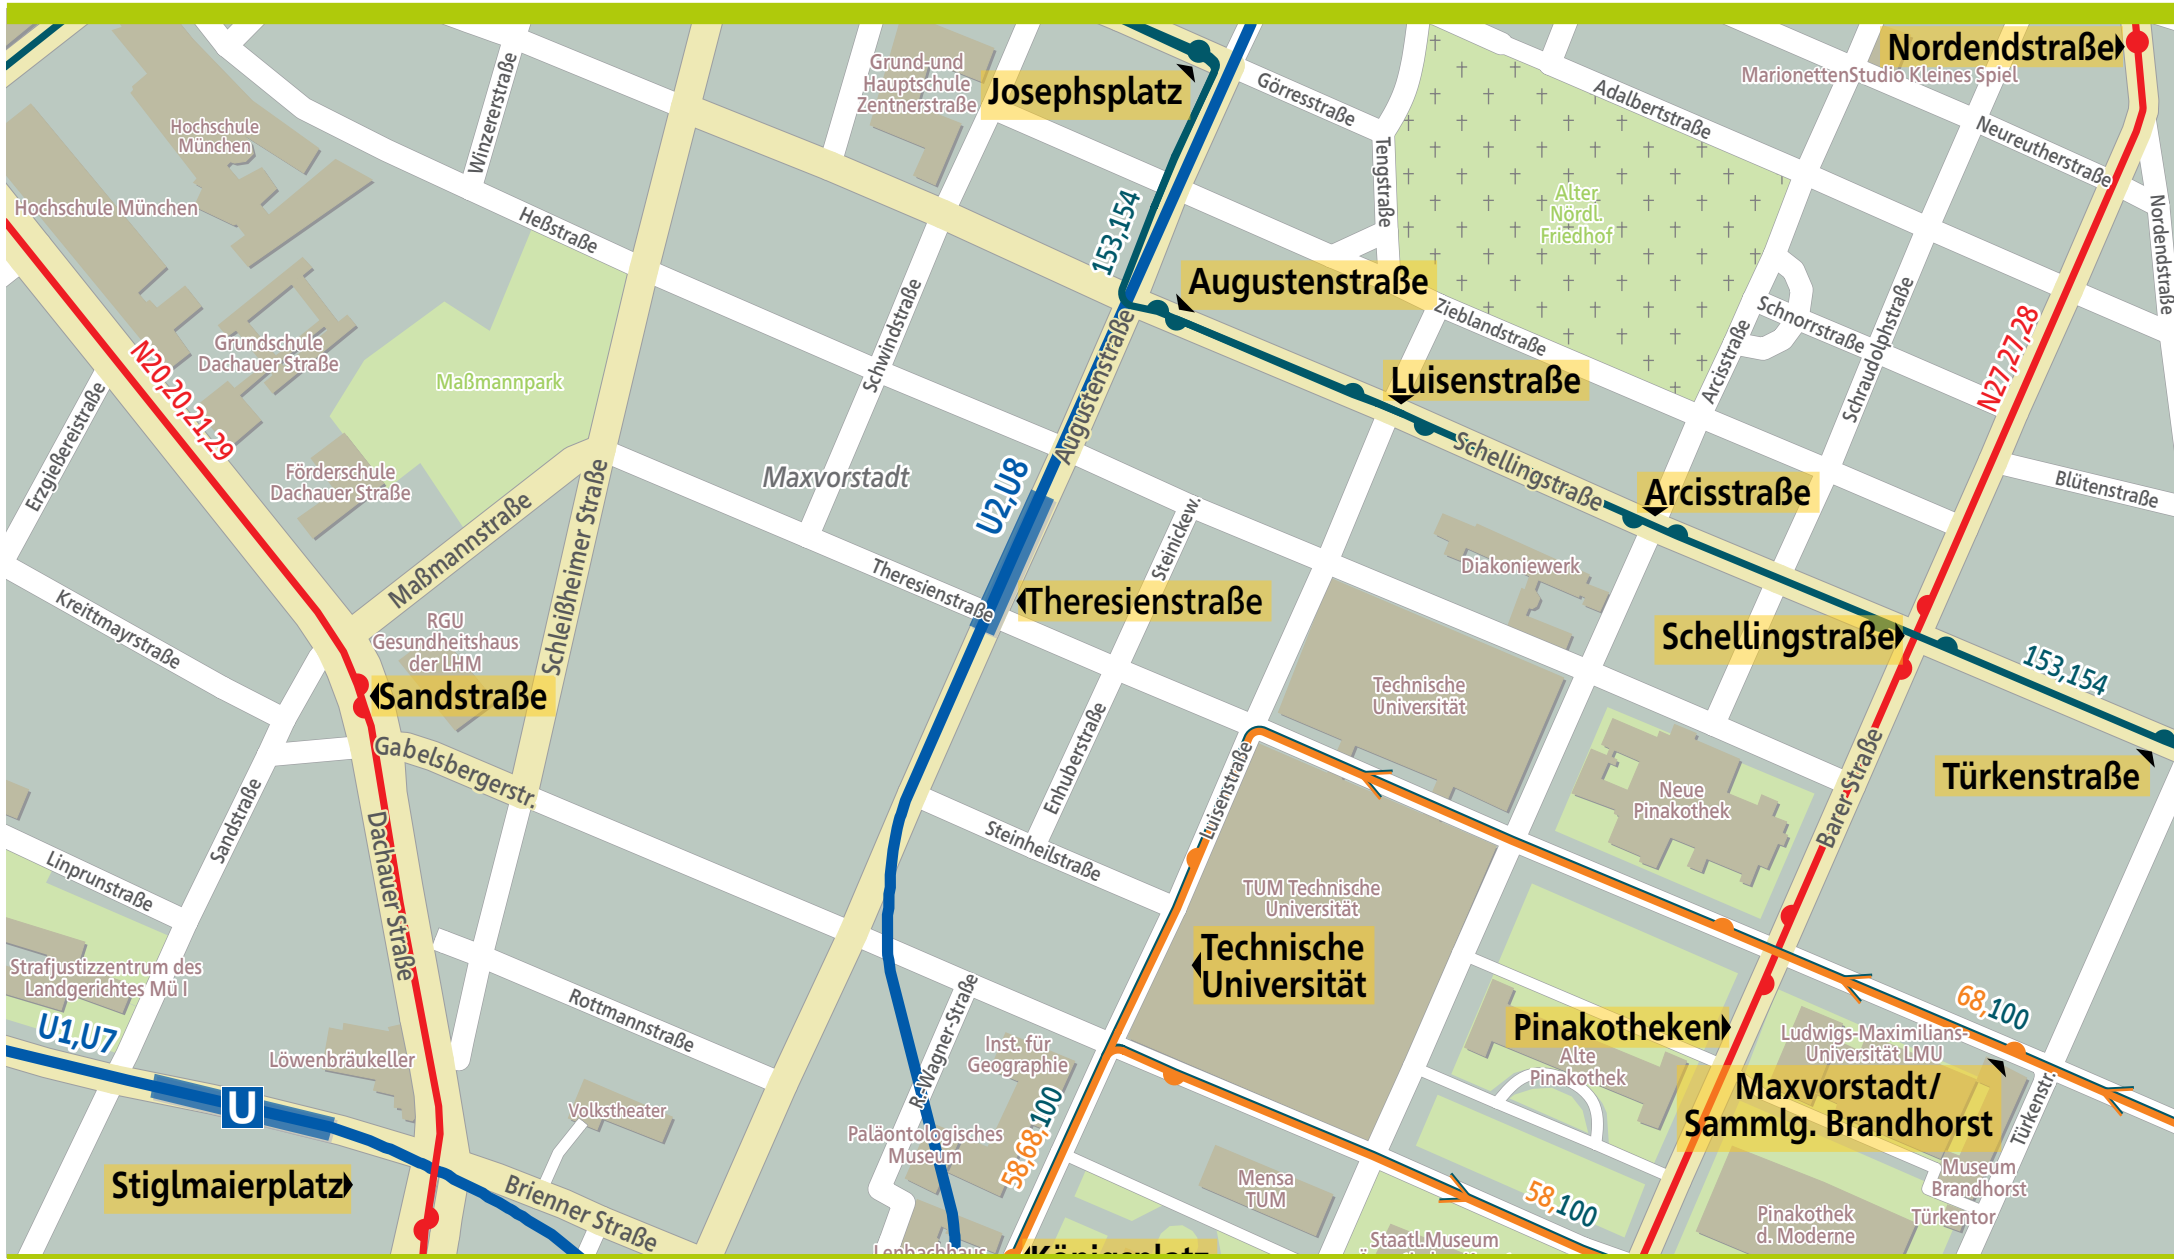 Nordendstraße
MarionettenStudio Kleines Spiel
Grund-und
Hauptschule
Zentnerstraße
Josephsplatz
Görresstraße
Adalbertstraße
Neureutherstraße
Winzererstraße
Hochschule
München
Tengstraße
Hochschule München
Heßstraße
Alter
Nördl.
Friedhof
Nordendstraße
153,154
Augustenstraße
Schwindstraße
Zieblandstraße
Schnorrstraße
Schraudolphstraße
Arcisstraße
N27,27,28
Grundschule
Dachauer Straße
N20,20,21,29
Maßmannpark
Luisenstraße
Augustenstraße
Erzgießereistraße
Förderschule
Dachauer Straße
Maxvorstadt
U2,U8
Schellingstraße
Arcisstraße
Blütenstraße
Maßmannstraße
Schleißheimer Straße
Steinickew.
Diakoniewerk
Theresienstraße
Theresienstraße
Kreittmayrstraße
RGU
Gesundheitshaus
der LHM
Schellingstraße
153,154
Sandstraße
Technische
Universität
Gabelsbergerstr.
Enhuberstraße
Luisenstraße
Türkenstraße
Neue
Pinakothek
Barer Straße
Sandstraße
Dachauer Straße
Steinheilstraße
Linprunstraße
TUM Technische
Universität
Technische
Universität
Strafjustizzentrum des
Landgerichtes Mü I
U1,U7
Rottmannstraße
R.-Wagner-Straße
68,100
Pinakotheken
Ludwigs-Maximilians-
Universität LMU
Löwenbräukeller
Inst. für
Geographie
Alte
Pinakothek
Maxvorstadt/
Sammlg. Brandhorst
Türkenstr.
U
Volkstheater
Paläontologisches
Museum
58,68,100
Stiglmaierplatz
Brienner Straße
Mensa
TUM
58,100
Museum
Brandhorst
Türkentor
Pinakothek
d. Moderne
Staatl.Museum
Lenbachhaus
Königsplatz